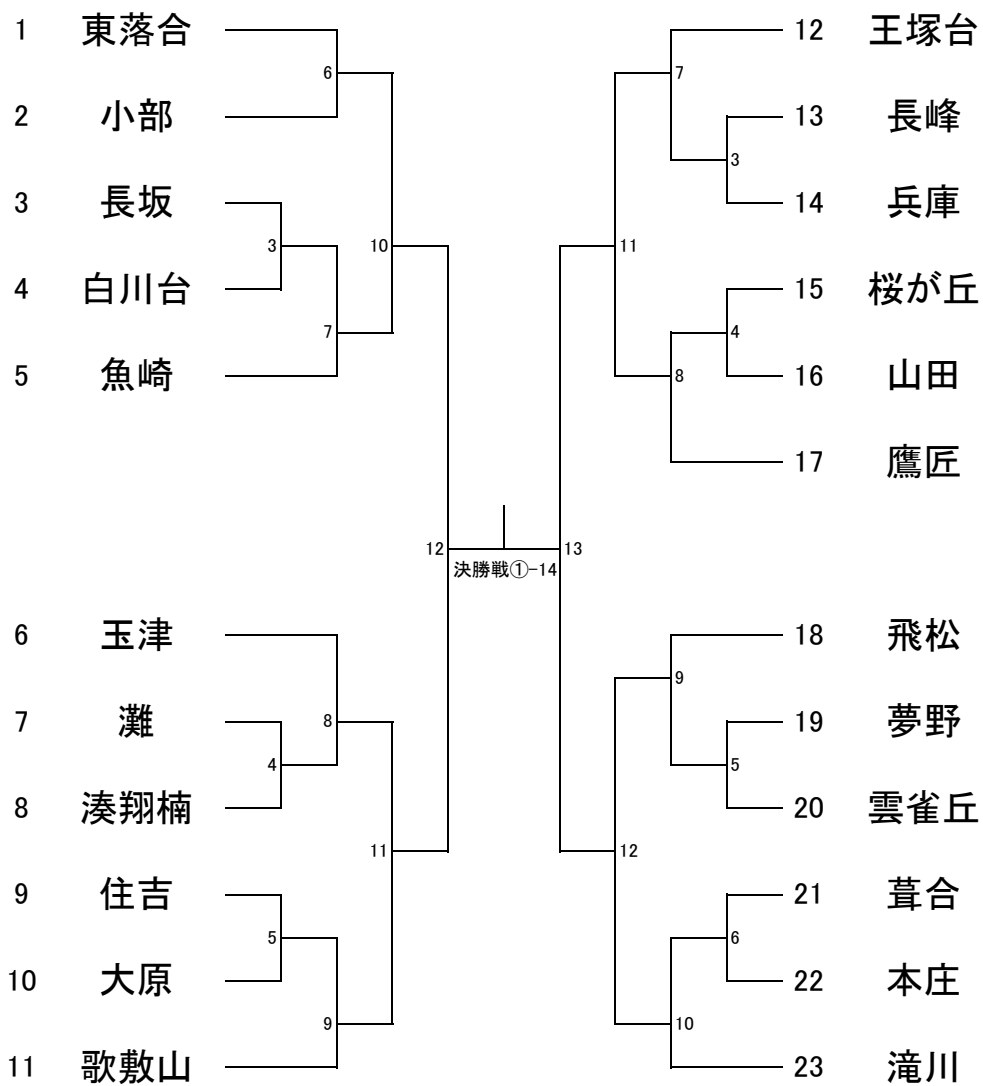 1 東落合
6
2 小部
3 長坂
3
10
4 白川台
7
5 魚崎
12
決勝戦①-14
13
6 玉津
7 灘
8
4
8 湊翔楠
11
9 住吉
5
10 大原
9
11 歌敷山
12 王塚台
7
13 長峰
3
14 兵庫
11
15 桜が丘
4
16 山田
8
17 鷹匠
18 飛松
9
19 夢野
5
20 雲雀丘
12
21 葺合
6
22 本庄
10
23 滝川